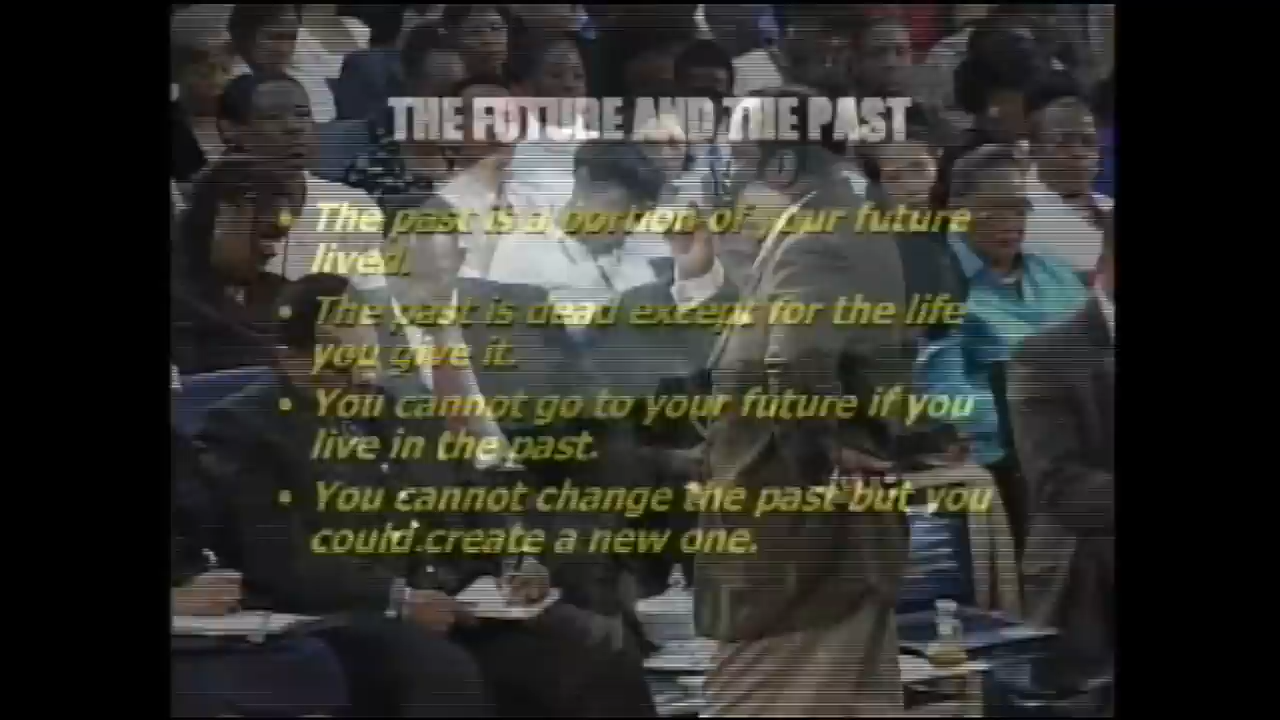 THE FUTURE AND THE PAST
• The past is a portion of your future
lived.
• The past is dead except for the life
you give it.
• You cannot go to your future if you
live in the past.
• You cannot change the past but you
could create a new one.